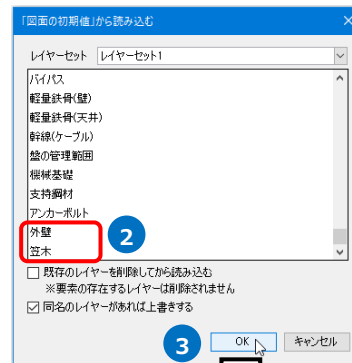 「図面の初期値」から読み込む
レイヤーセット レイヤーセット1
バイパス
軽量鉄骨(壁)
軽量鉄骨(天井)
幹線(ケーブル)
盤の管理範囲
機械基礎
支持鋼材
アンカーボルト
外壁
笠木
2
既存のレイヤーを削除してから読み込む
※要素の存在するレイヤーは削除されません
同名のレイヤーがあれば上書きする
3
OK キャンセル